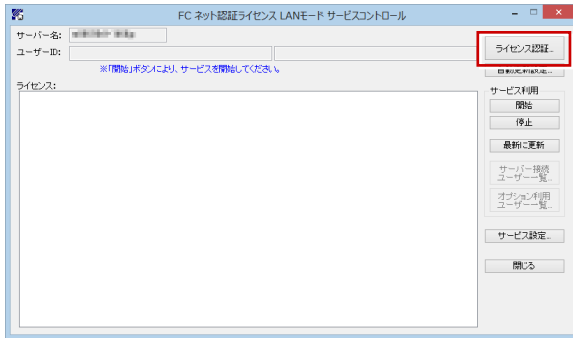 FC ネット認証ライセンス LANモード サービスコントロール
サーバー名:
ユーザーID:
※「開始」ボタンにより、サービスを開始してください。
ライセンス:
ライセンス認証...
自動更新設定...
サービス利用
開始
停止
最新に更新
サーバー接続
ユーザー一覧...
オプション利用
ユーザー一覧...
サービス設定...
閉じる